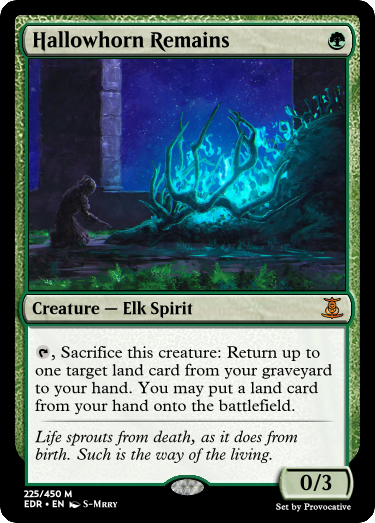 Hallowhorn Remains
Creature — Elk Spirit
, Sacrifice this creature: Return up to
one target land card from your graveyard
to your hand. You may put a land card
from your hand onto the battlefield.
Life sprouts from death, as it does from
birth. Such is the way of the living.
0/3
225/450 M
EDR • EN S-MRRY
Set by Provocative